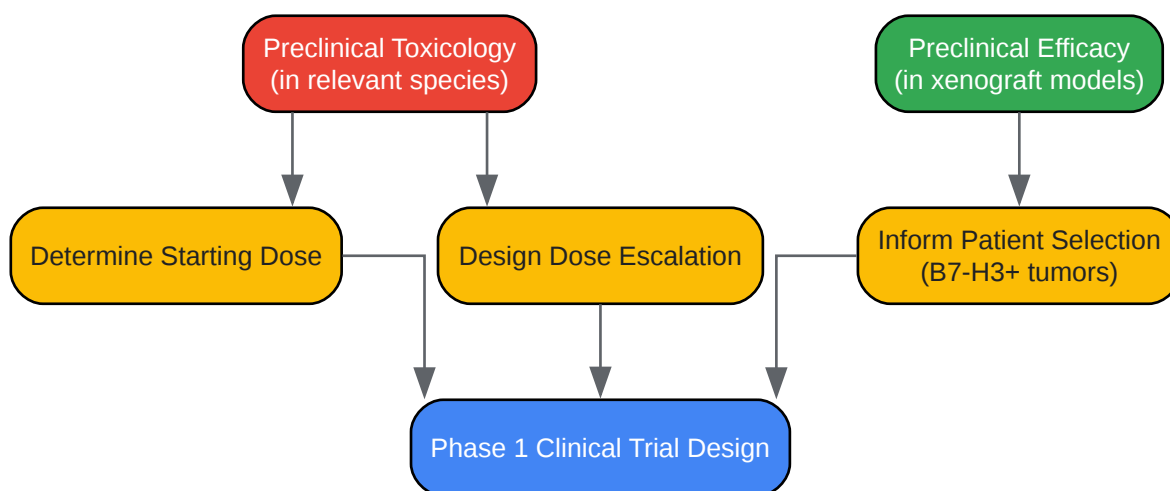 Preclinical Toxicology
(in relevant species)
Preclinical Efficacy
(in xenograft models)
Determine Starting Dose
Design Dose Escalation
Inform Patient Selection
(B7-H3+ tumors)
Phase 1 Clinical Trial Design